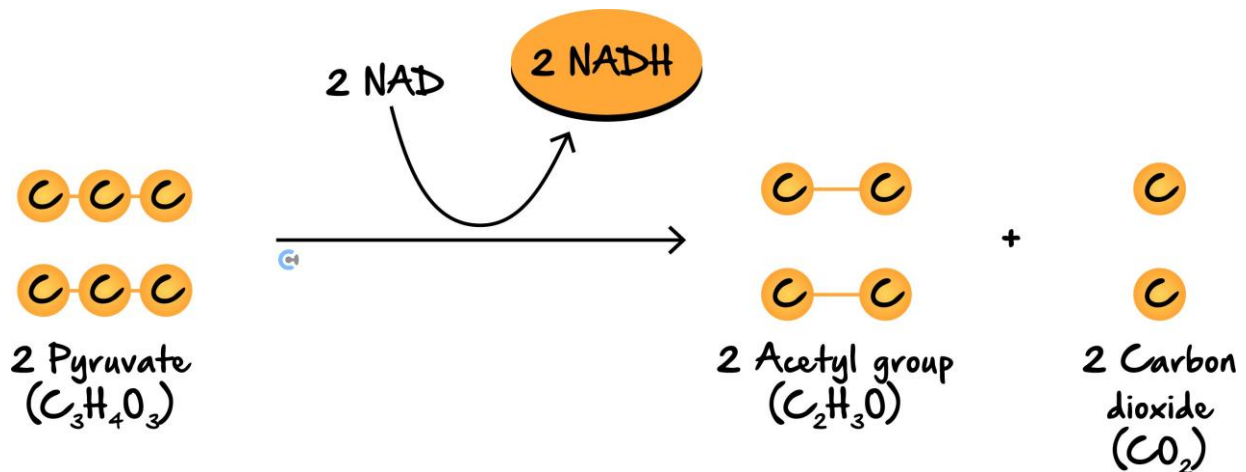 2 NAD
2 NADH
C C C
C C
C
C C C
+
C C
C
2 Pyruvate
(C₃H₄O₃)
2 Acetyl group
(C₂H₃O)
2 Carbon
dioxide
(CO₂)